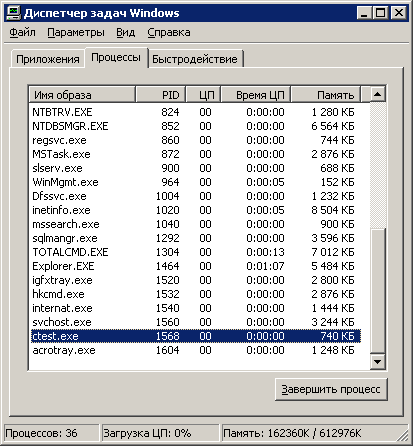 Диспетчер задач Windows
Файл Параметры Вид Справка
Приложения Процессы Быстродействие
Имя образа PID ЦП Время ЦП Память
NTBTRV.EXE 824 00 0:00:00 1 280 КБ
NTDBSMGR.EXE 852 00 0:00:00 6 564 КБ
regsvc.exe 860 00 0:00:00 744 КБ
MSTask.exe 872 00 0:00:00 2 876 КБ
slserv.exe 900 00 0:00:00 688 КБ
WinMgmt.exe 964 00 0:00:05 152 КБ
Dfssvc.exe 1004 00 0:00:00 1 232 КБ
inetinfo.exe 1020 00 0:00:05 8 504 КБ
mssearch.exe 1040 00 0:00:00 900 КБ
sqlmangr.exe 1292 00 0:00:00 3 596 КБ
TOTALCMD.EXE 1304 00 0:00:13 7 012 КБ
Explorer.EXE 1464 00 0:01:07 5 484 КБ
igfxtray.exe 1520 00 0:00:00 2 800 КБ
hkcmd.exe 1532 00 0:00:00 2 876 КБ
internat.exe 1540 00 0:00:00 1 444 КБ
svchost.exe 1560 00 0:00:00 3 244 КБ
ctest.exe 1568 00 0:00:00 740 КБ
acrotray.exe 1604 00 0:00:00 1 248 КБ
Завершить процесс
Процессов: 36 Загрузка ЦП: 0% Память: 162360K / 612976K